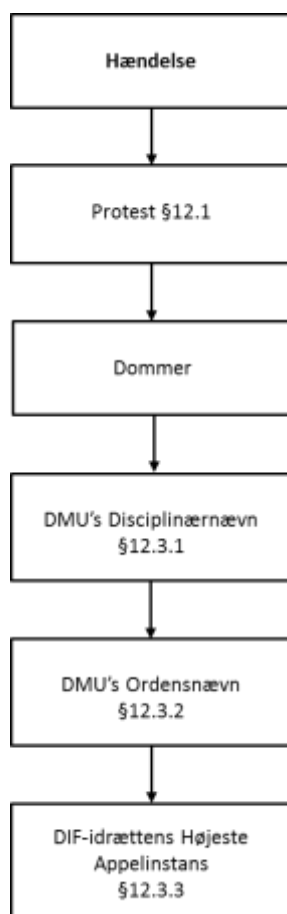 Hændelse
Protest §12.1
Dommer
DMU's Disciplinærnævn
§12.3.1
DMU's Ordensnævn
§12.3.2
DIF-idrættens Højeste
Appelinstans
§12.3.3